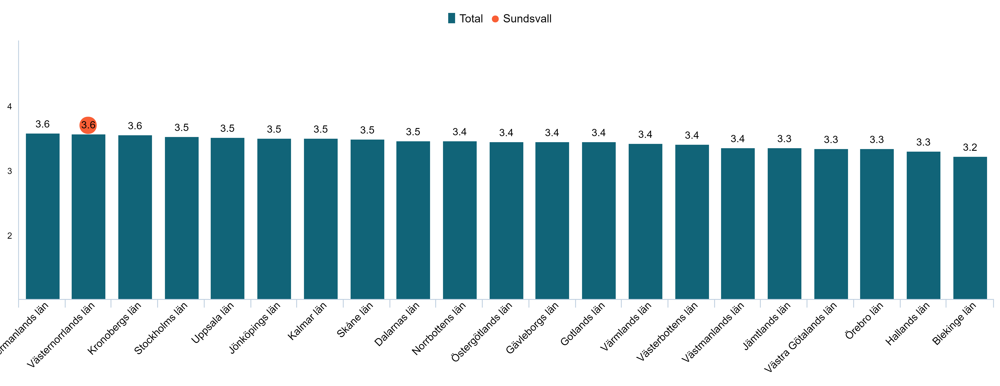 Total Sundsvall
4
3
2
3.6 3.6 3.6 3.5 3.5 3.5 3.5 3.5 3.5 3.4 3.4 3.4 3.4 3.4 3.4 3.4 3.3 3.3 3.3 3.3 3.2
län
Västernorrlands län
Kronobergs län
Stockholms län
Uppsala län
Jönköpings län
Kalmar län
Skåne län
Dalarnas län
Norrbottens län
Östergötlands län
Gävleborgs län
Gotlands län
Värmlands län
Västerbottens län
Västmanlands län
Jämtlands län
Västra Götalands län
Örebro län
Hallands län
Blekinge län